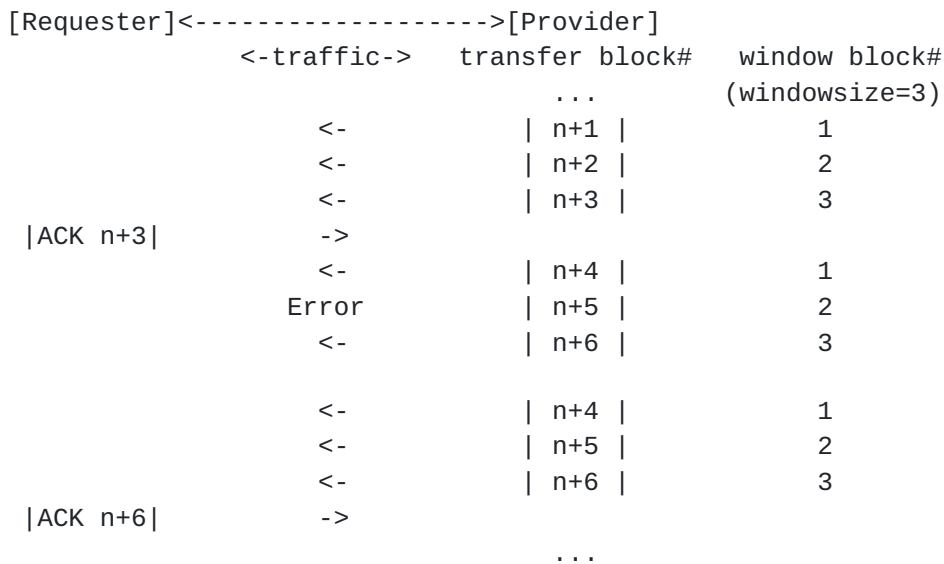 [Requester]<------------------->[Provider]
<-traffic-> transfer block# window block#
... (windowsize=3)
<- | n+1 | 1
<- | n+2 | 2
<- | n+3 | 3
|ACK n+3| ->
<- | n+4 | 1
Error | n+5 | 2
<- | n+6 | 3
<- | n+4 | 1
<- | n+5 | 2
<- | n+6 | 3
|ACK n+6| ->
...